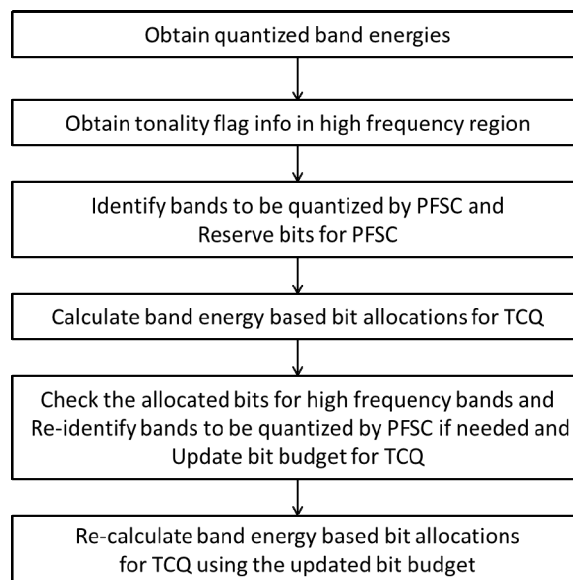 Obtain quantized band energies
Obtain tonality flag info in high frequency region
Identify bands to be quantized by PFSC and
Reserve bits for PFSC
Calculate band energy based bit allocations for TCQ
Check the allocated bits for high frequency bands and
Re-identify bands to be quantized by PFSC if needed and
Update bit budget for TCQ
Re-calculate band energy based bit allocations
for TCQ using the updated bit budget